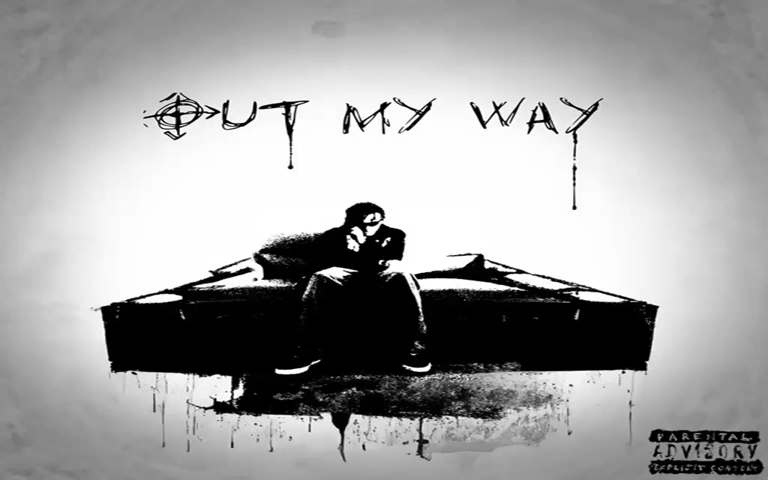 OUT MY WAY
PARENTAL
ADVISORY
EXPLICIT CONTENT